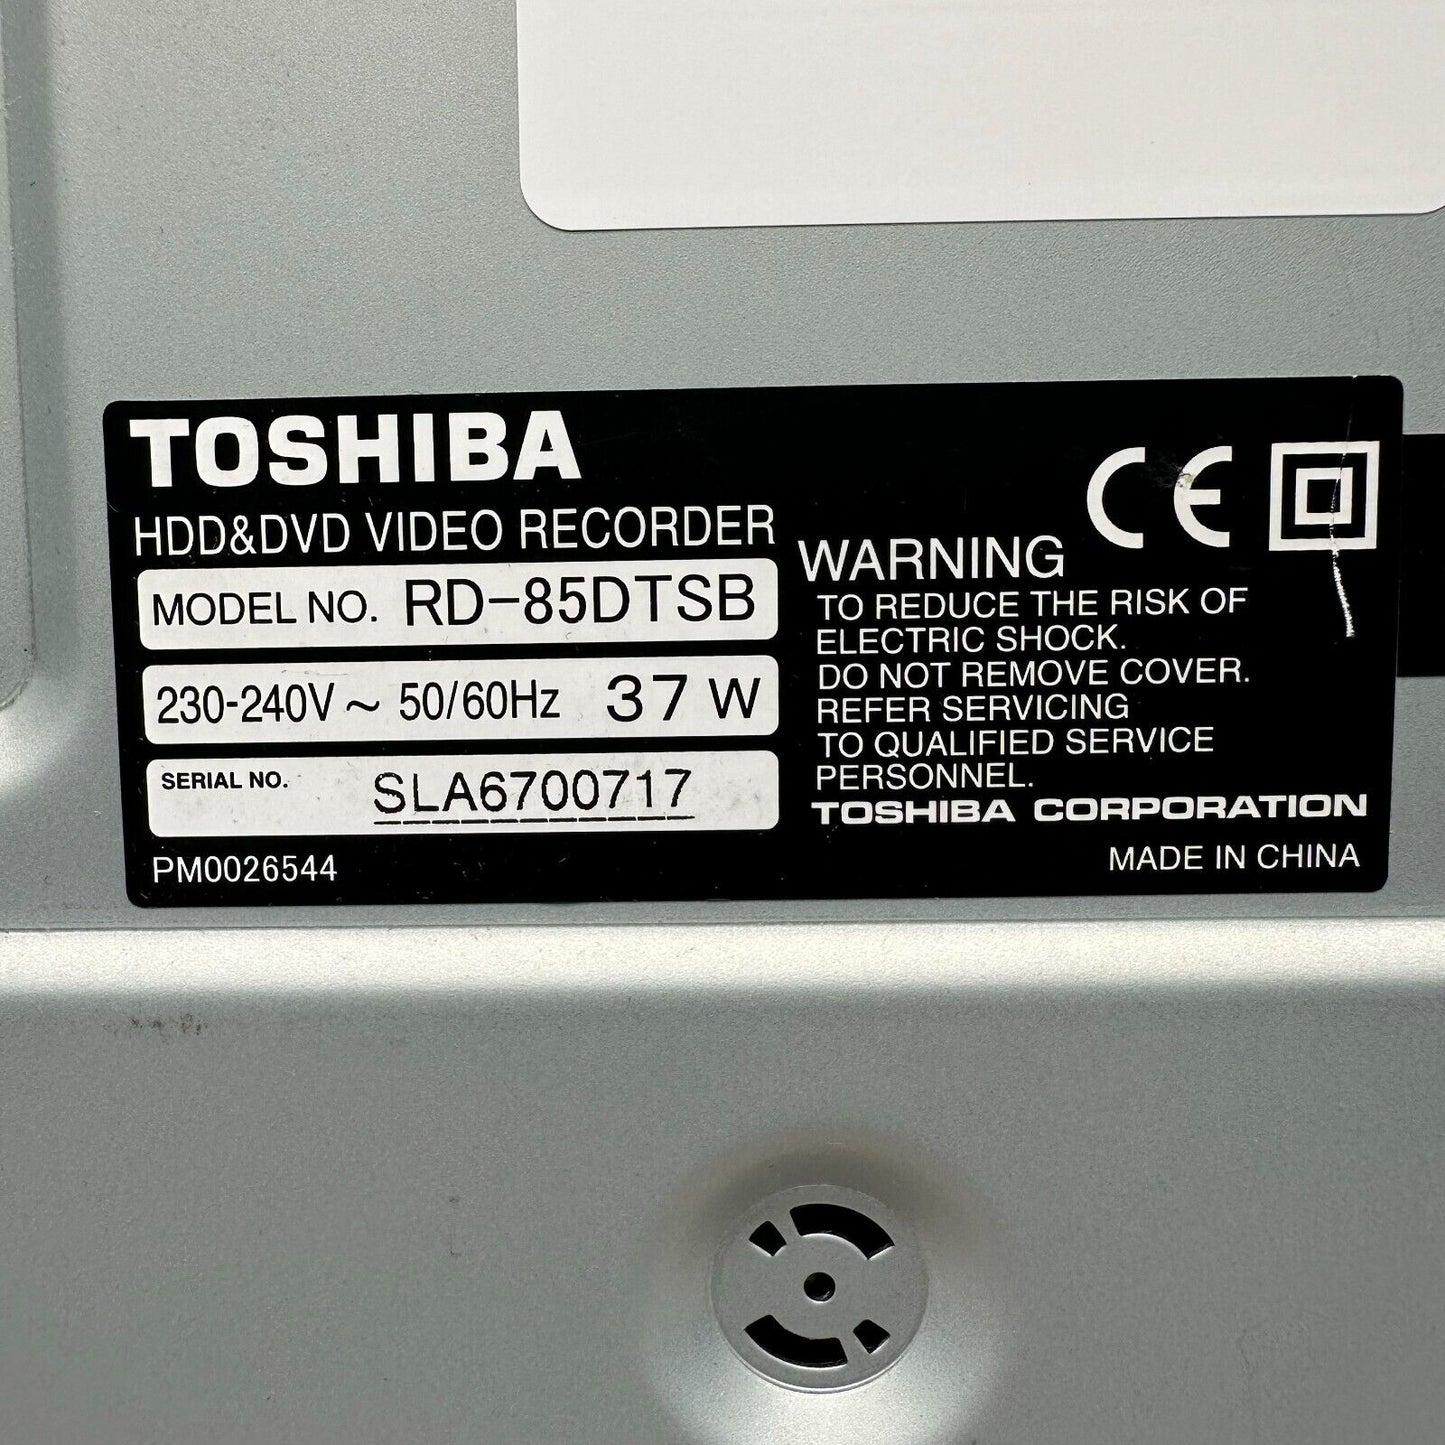 TOSHIBA
HDD&DVD VIDEO RECORDER
MODEL NO. RD-85DTSB
230-240V ~ 50/60Hz 37 W
SERIAL NO. SLA6700717
PM0026544
CE
WARNING
TO REDUCE THE RISK OF
ELECTRIC SHOCK.
DO NOT REMOVE COVER.
REFER SERVICING
TO QUALIFIED SERVICE
PERSONNEL.
TOSHIBA CORPORATION
MADE IN CHINA